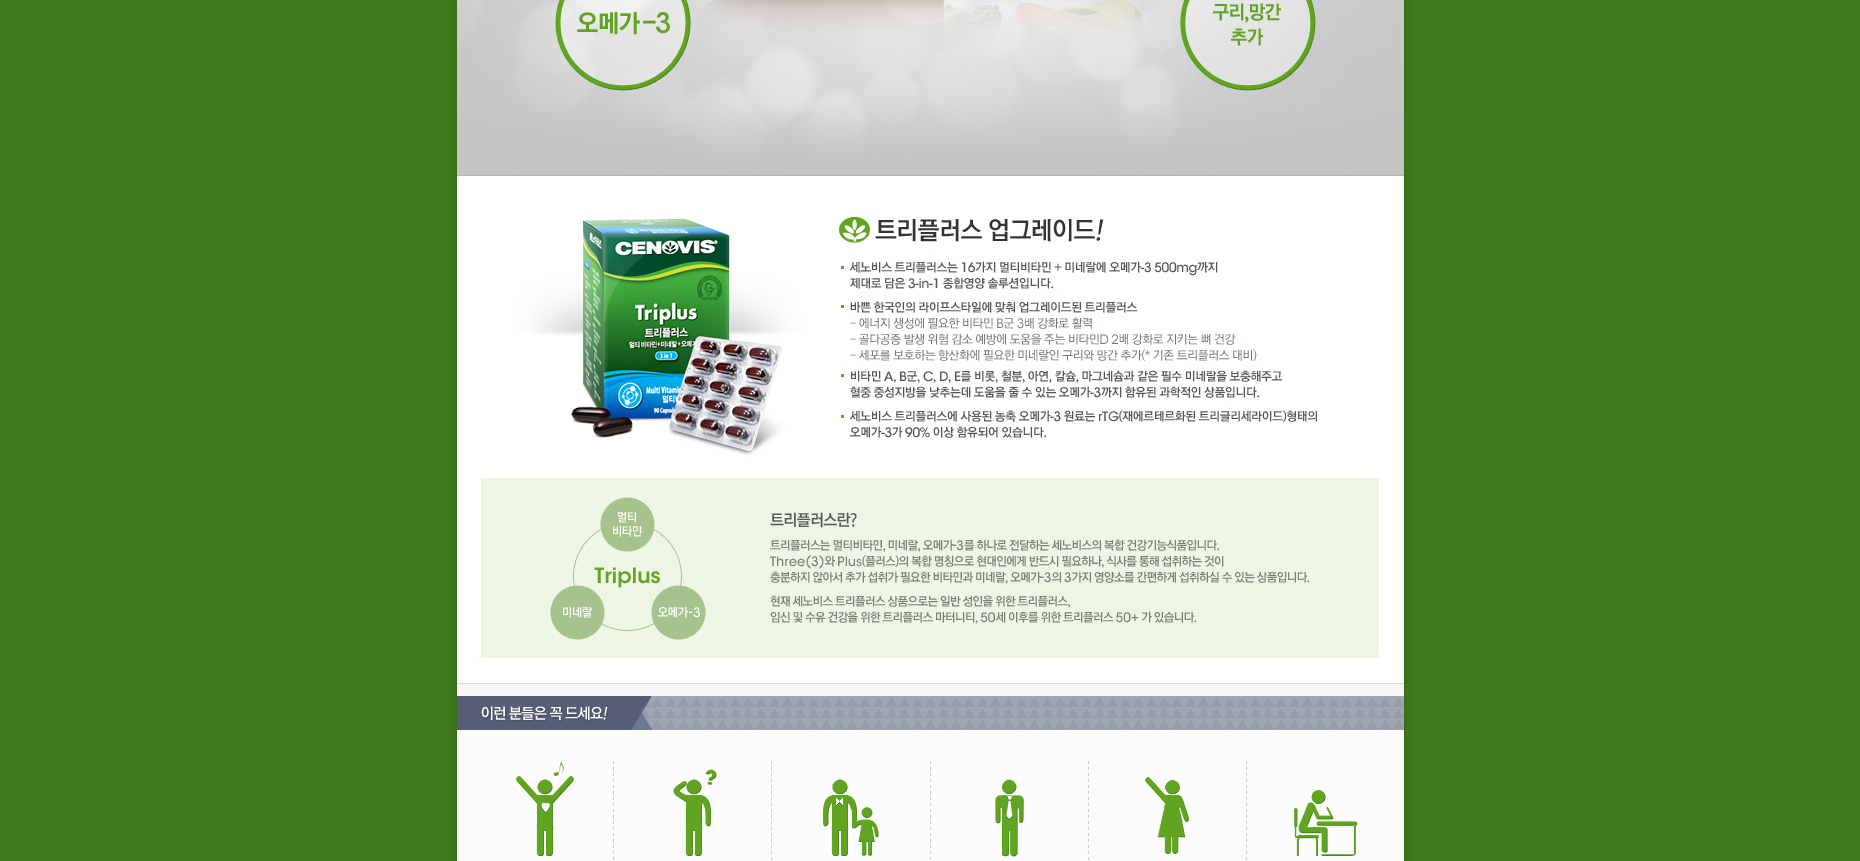 오메가-3
구리,망간
추가
CENOVIS
Triplus
트리플러스
멀티비타민+미네랄+오메가
3 in 1
Multi Vitamin
멀티
90 Capsules
트리플러스 업그레이드!
세노비스 트리플러스는 16가지 멀티비타민 + 미네랄에 오메가-3 500mg까지
제대로 담은 3-in-1 종합영양 솔루션입니다.
바쁜 한국인의 라이프스타일에 맞춰 업그레이드된 트리플러스
- 에너지 생성에 필요한 비타민 B군 3배 강화로 활력
- 골다공증 발생 위험 감소 예방에 도움을 주는 비타민D 2배 강화로 지키는 뼈 건강
- 세포를 보호하는 항산화에 필요한 미네랄인 구리와 망간 추가(* 기존 트리플러스 대비)
비타민 A, B군, C, D, E를 비롯, 철분, 아연, 칼슘, 마그네슘과 같은 필수 미네랄을 보충해주고
혈중 중성지방을 낮추는데 도움을 줄 수 있는 오메가-3까지 함유된 과학적인 상품입니다.
세노비스 트리플러스에 사용된 농축 오메가-3 원료는 rTG(재에르테르화된 트리글리세라이드)형태의
오메가-3가 90% 이상 함유되어 있습니다.
멀티
비타민
Triplus
미네랄
오메가-3
트리플러스란?
트리플러스는 멀티비타민, 미네랄, 오메가-3를 하나로 전달하는 세노비스의 복합 건강기능식품입니다.
Three(3)와 Plus(플러스)의 복합 명칭으로 현대인에게 반드시 필요하나, 식사를 통해 섭취하는 것이
충분하지 않아서 추가 섭취가 필요한 비타민과 미네랄, 오메가-3의 3가지 영양소를 간편하게 섭취하실 수 있는 상품입니다.
현재 세노비스 트리플러스 상품으로는 일반 성인을 위한 트리플러스,
임신 및 수유 건강을 위한 트리플러스 마터니티, 50세 이후를 위한 트리플러스 50+ 가 있습니다.
이런 분들은 꼭 드세요!
?